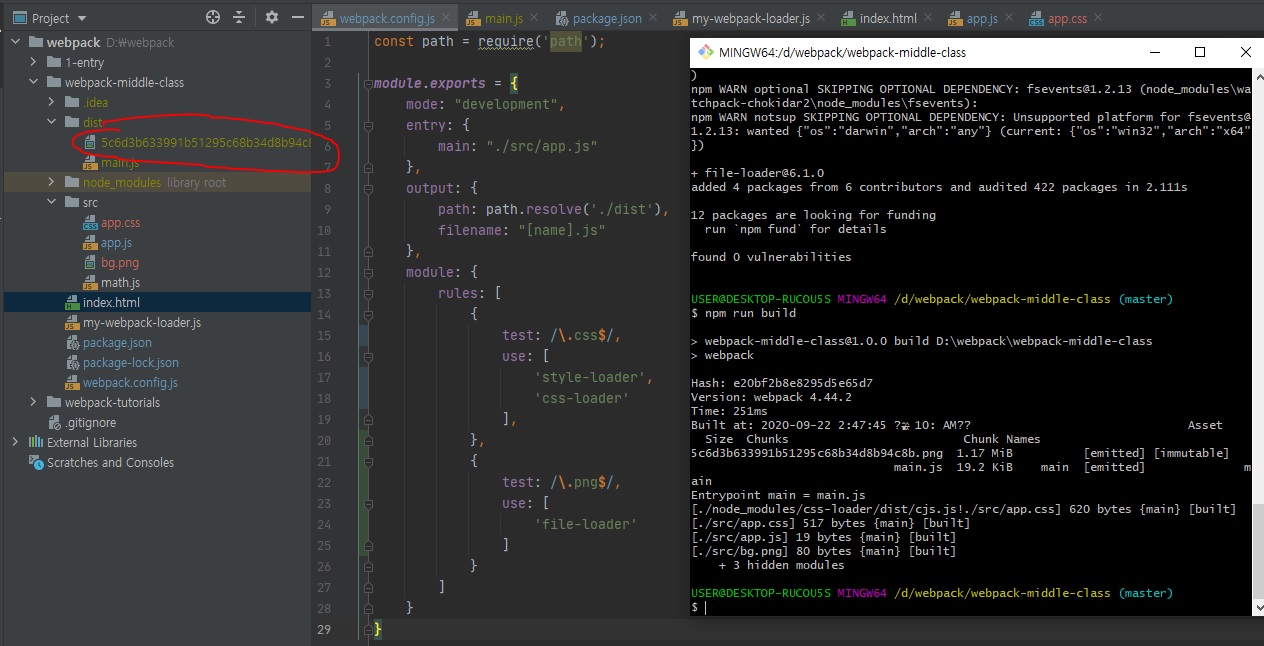 Project
webpack D:₩webpack
1-entry
webpack-middle-class
.idea
dist
5c6d3b633991b51295c68b34d8b94c8
main.js
node_modules library root
src
app.css
app.js
bg.png
math.js
index.html
my-webpack-loader.js
package.json
package-lock.json
webpack.config.js
webpack-tutorials
.gitignore
External Libraries
Scratches and Consoles
webpack.config.js
main.js
package.json
my-webpack-loader.js
index.html
app.js
app.css
1 const path = require('path');
2
3 module.exports = {
4 mode: "development",
5 entry: {
6 main: "./src/app.js"
7 },
8 output: {
9 path: path.resolve('./dist'),
10 filename: "[name].js"
11 },
12 module: {
13 rules: [
14 {
15 test: /\.css$/,
16 use: [
17 'style-loader',
18 'css-loader'
19 ],
20 },
21 {
22 test: /\.png$/,
23 use: [
24 'file-loader'
25 ]
26 }
27 ]
28 }
29 }
MINGW64:/d/webpack/webpack-middle-class
)
npm WARN optional SKIPPING OPTIONAL DEPENDENCY: fsevents@1.2.13 (node_modules\wa
tchpack-chokidar2\node_modules\fsevents):
npm WARN notsup SKIPPING OPTIONAL DEPENDENCY: Unsupported platform for fsevents@
1.2.13: wanted {"os":"darwin","arch":"any"} (current: {"os":"win32","arch":"x64"
})
+ file-loader@6.1.0
added 4 packages from 6 contributors and audited 422 packages in 2.111s
12 packages are looking for funding
run `npm fund` for details
found 0 vulnerabilities
USER@DESKTOP-RUCOU5S MINGW64 /d/webpack/webpack-middle-class (master)
$ npm run build
> webpack-middle-class@1.0.0 build D:\webpack\webpack-middle-class
> webpack
Hash: e20bf2b8e8295d5e65d7
Version: webpack 4.44.2
Time: 251ms
Built at: 2020-09-22 2:47:45 10: AM?? Asset
Size Chunks Chunk Names
5c6d3b633991b51295c68b34d8b94c8b.png 1.17 MiB [emitted] [immutable]
main.js 19.2 KiB main [emitted] m
ain
Entrypoint main = main.js
[./node_modules/css-loader/dist/cjs.js!./src/app.css] 620 bytes {main} [built]
[./src/app.css] 517 bytes {main} [built]
[./src/app.js] 19 bytes {main} [built]
[./src/bg.png] 80 bytes {main} [built]
+ 3 hidden modules
USER@DESKTOP-RUCOU5S MINGW64 /d/webpack/webpack-middle-class (master)
$